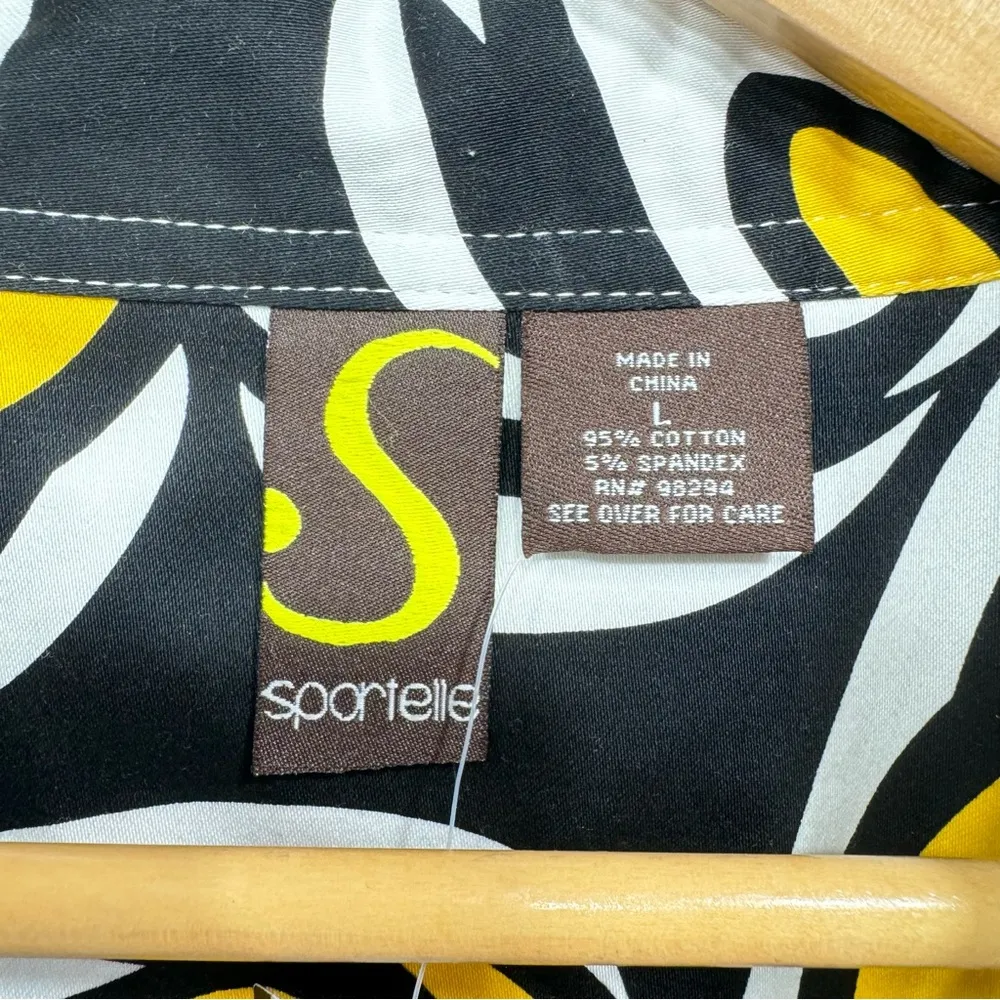 S
sportelle
MADE IN
CHINA
L
95% COTTON
5% SPANDEX
RN# 98294
SEE OVER FOR CARE